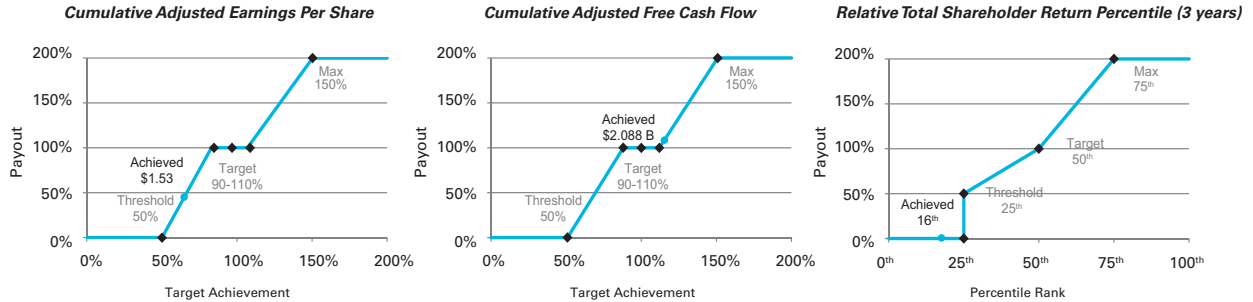 Cumulative Adjusted Earnings Per Share
200%
150%
100%
50%
0%
Payout
Max
150%
Achieved
$1.53
Target
90-110%
Threshold
50%
0%
50%
100%
150%
200%
Target Achievement
Cumulative Adjusted Free Cash Flow
200%
150%
100%
50%
0%
Payout
Max
150%
Achieved
$2.088 B
Target
90-110%
Threshold
50%
0%
50%
100%
150%
200%
Target Achievement
Relative Total Shareholder Return Percentile (3 years)
200%
150%
100%
50%
0%
Payout
Max
75th
Target
50th
Threshold
25th
Achieved
16th
0th
25th
50th
75th
100th
Percentile Rank